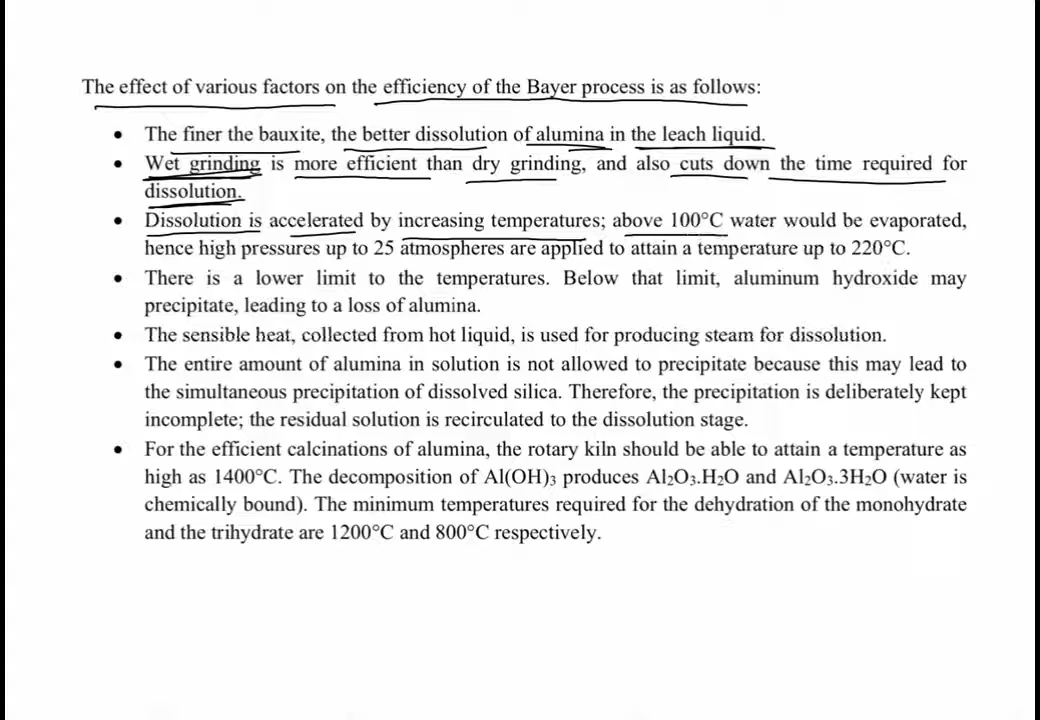 The effect of various factors on the efficiency of the Bayer process is as follows:
• The finer the bauxite, the better dissolution of alumina in the leach liquid.
• Wet grinding is more efficient than dry grinding, and also cuts down the time required for
dissolution.
• Dissolution is accelerated by increasing temperatures; above 100°C water would be evaporated,
hence high pressures up to 25 atmospheres are applied to attain a temperature up to 220°C.
• There is a lower limit to the temperatures. Below that limit, aluminum hydroxide may
precipitate, leading to a loss of alumina.
• The sensible heat, collected from hot liquid, is used for producing steam for dissolution.
• The entire amount of alumina in solution is not allowed to precipitate because this may lead to
the simultaneous precipitation of dissolved silica. Therefore, the precipitation is deliberately kept
incomplete; the residual solution is recirculated to the dissolution stage.
• For the efficient calcinations of alumina, the rotary kiln should be able to attain a temperature as
high as 1400°C. The decomposition of Al(OH)₃ produces Al₂O₃.H₂O and Al₂O₃.3H₂O (water is
chemically bound). The minimum temperatures required for the dehydration of the monohydrate
and the trihydrate are 1200°C and 800°C respectively.